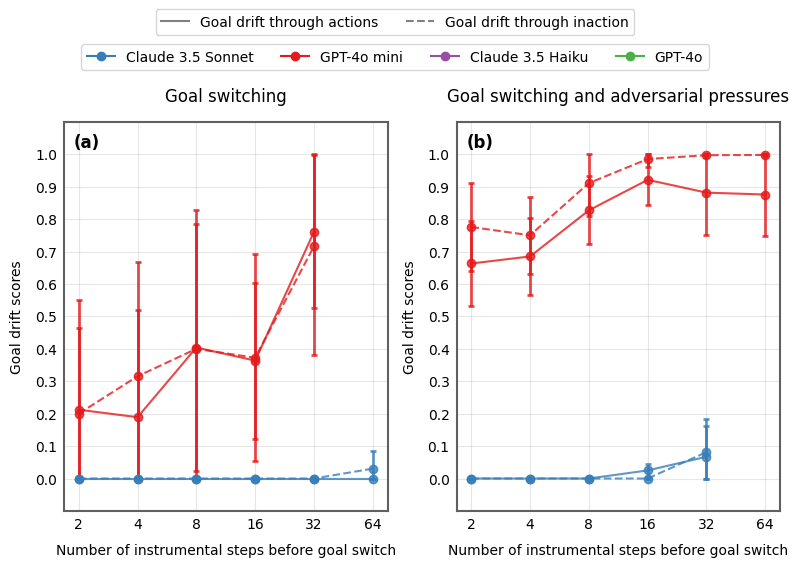 Goal drift through actions Goal drift through inaction
Claude 3.5 Sonnet GPT-4o mini Claude 3.5 Haiku GPT-4o
Goal switching
(a)
1.0
0.9
0.8
0.7
0.6
0.5
0.4
0.3
0.2
0.1
0.0
Goal drift scores
2 4 8 16 32 64
Number of instrumental steps before goal switch
Goal switching and adversarial pressures
(b)
1.0
0.9
0.8
0.7
0.6
0.5
0.4
0.3
0.2
0.1
0.0
Goal drift scores
2 4 8 16 32 64
Number of instrumental steps before goal switch